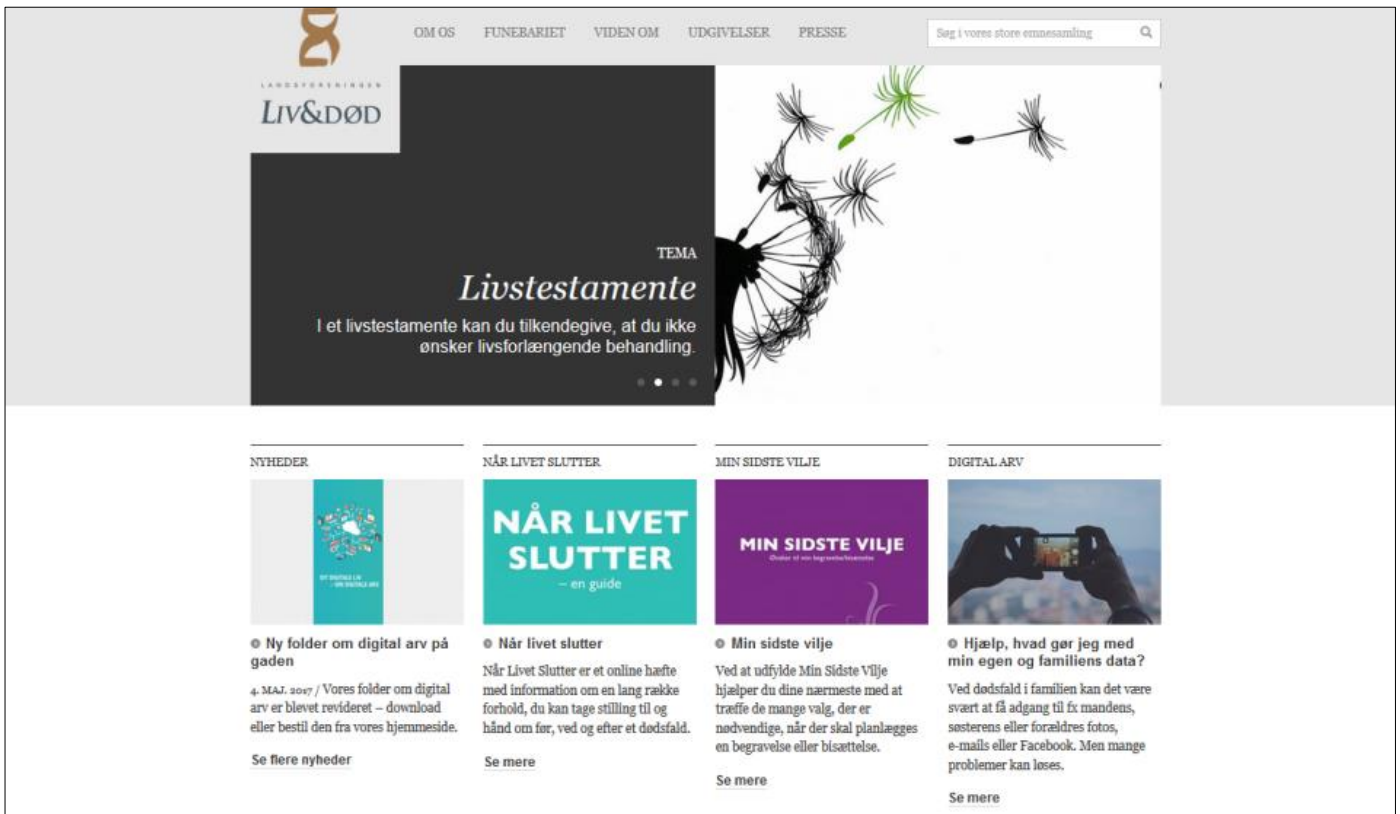 OM OS FUNEBARIET VIDEN OM UDGIVELSER PRESSE
Søg i vores store emnesamling
LANDSFORENINGEN
LIV&DØD
TEMA
Livstestamente
I et livstestamente kan du tilkendegive, at du ikke
ønsker livsforlængende behandling.
NYHEDER
Ny folder om digital arv på
gaden
4. MAJ. 2017 / Vores folder om digital
arv er blevet revideret – download
eller bestil den fra vores hjemmeside.
Se flere nyheder
NÅR LIVET SLUTTER
NÅR LIVET
SLUTTER
– en guide
Når livet slutter
Når Livet Slutter er et online hæfte
med information om en lang række
forhold, du kan tage stilling til og
hånd om før, ved og efter et dødsfald.
Se mere
MIN SIDSTE VILJE
MIN SIDSTE VILJE
Ønsker til min begravelse/bisættelse
Min sidste vilje
Ved at udfylde Min Sidste Vilje
hjælper du dine nærmeste med at
træffe de mange valg, der er
nødvendige, når der skal planlægges
en begravelse eller bisættelse.
Se mere
DIGITAL ARV
Hjælp, hvad gør jeg med
min egen og familiens data?
Ved dødsfald i familien kan det være
svært at få adgang til fx mandens,
søsterens eller forældres fotos,
e-mails eller Facebook. Men mange
problemer kan løses.
Se mere